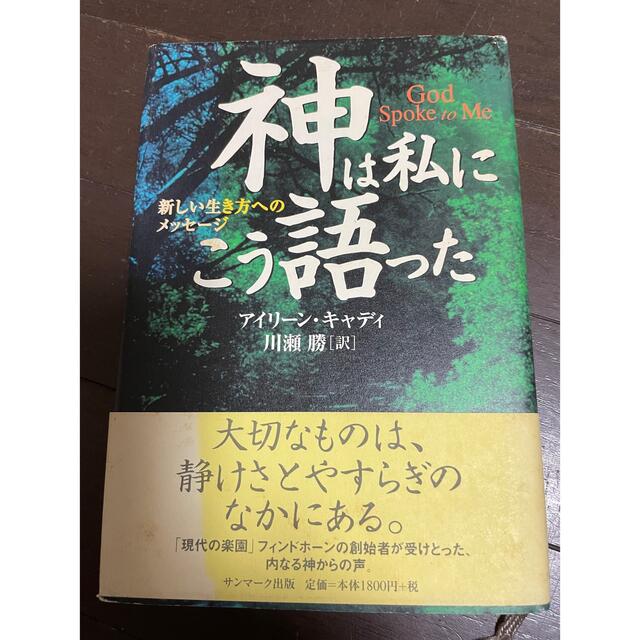 God
Spoke to Me
神は私に
新しい生き方への
メッセージ
こう語った
アイリーン・キャディ
川瀬 勝[訳]
大切なものは、
静けさとやすらぎの
なかにある。
「現代の楽園」フィンドホーンの創始者が受けとった、
内なる神からの声。
サンマーク出版 定価=本体1800円+税